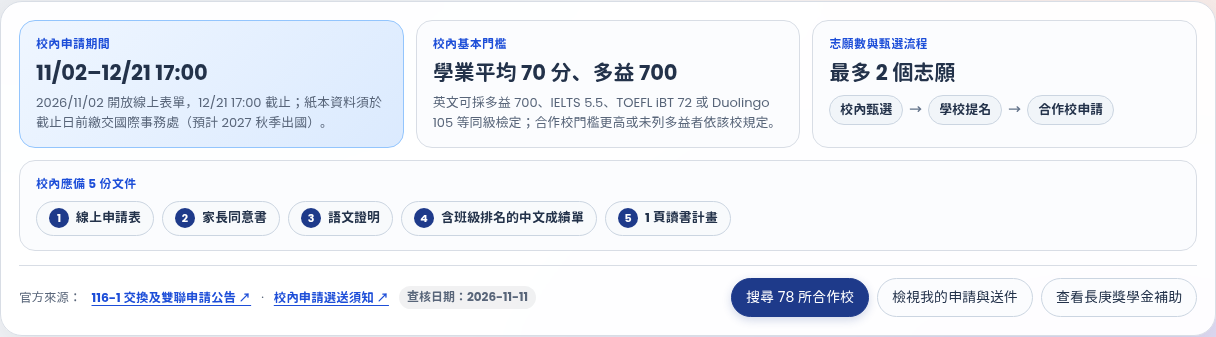 校內申請期間
11/02–12/21 17:00
2026/11/02 開放線上表單，12/21 17:00 截止；紙本資料須於
截止日前繳交國際事務處（預計 2027 秋季出國）。
校內基本門檻
學業平均 70 分、多益 700
英文可採多益 700、IELTS 5.5、TOEFL iBT 72 或 Duolingo
105 等同級檢定；合作校門檻更高或未列多益者依該校規定。
志願數與甄選流程
最多 2 個志願
校內甄選 → 學校提名 → 合作校申請
校內應備 5 份文件
1 線上申請表 2 家長同意書 3 語文證明 4 含班級排名的中文成績單 5 1 頁讀書計畫
官方來源： 116-1 交換及雙聯申請公告 ↗ · 校內申請選送須知 ↗ 查核日期：2026-11-11 搜尋 78 所合作校 檢視我的申請與送件 查看長庚獎學金補助